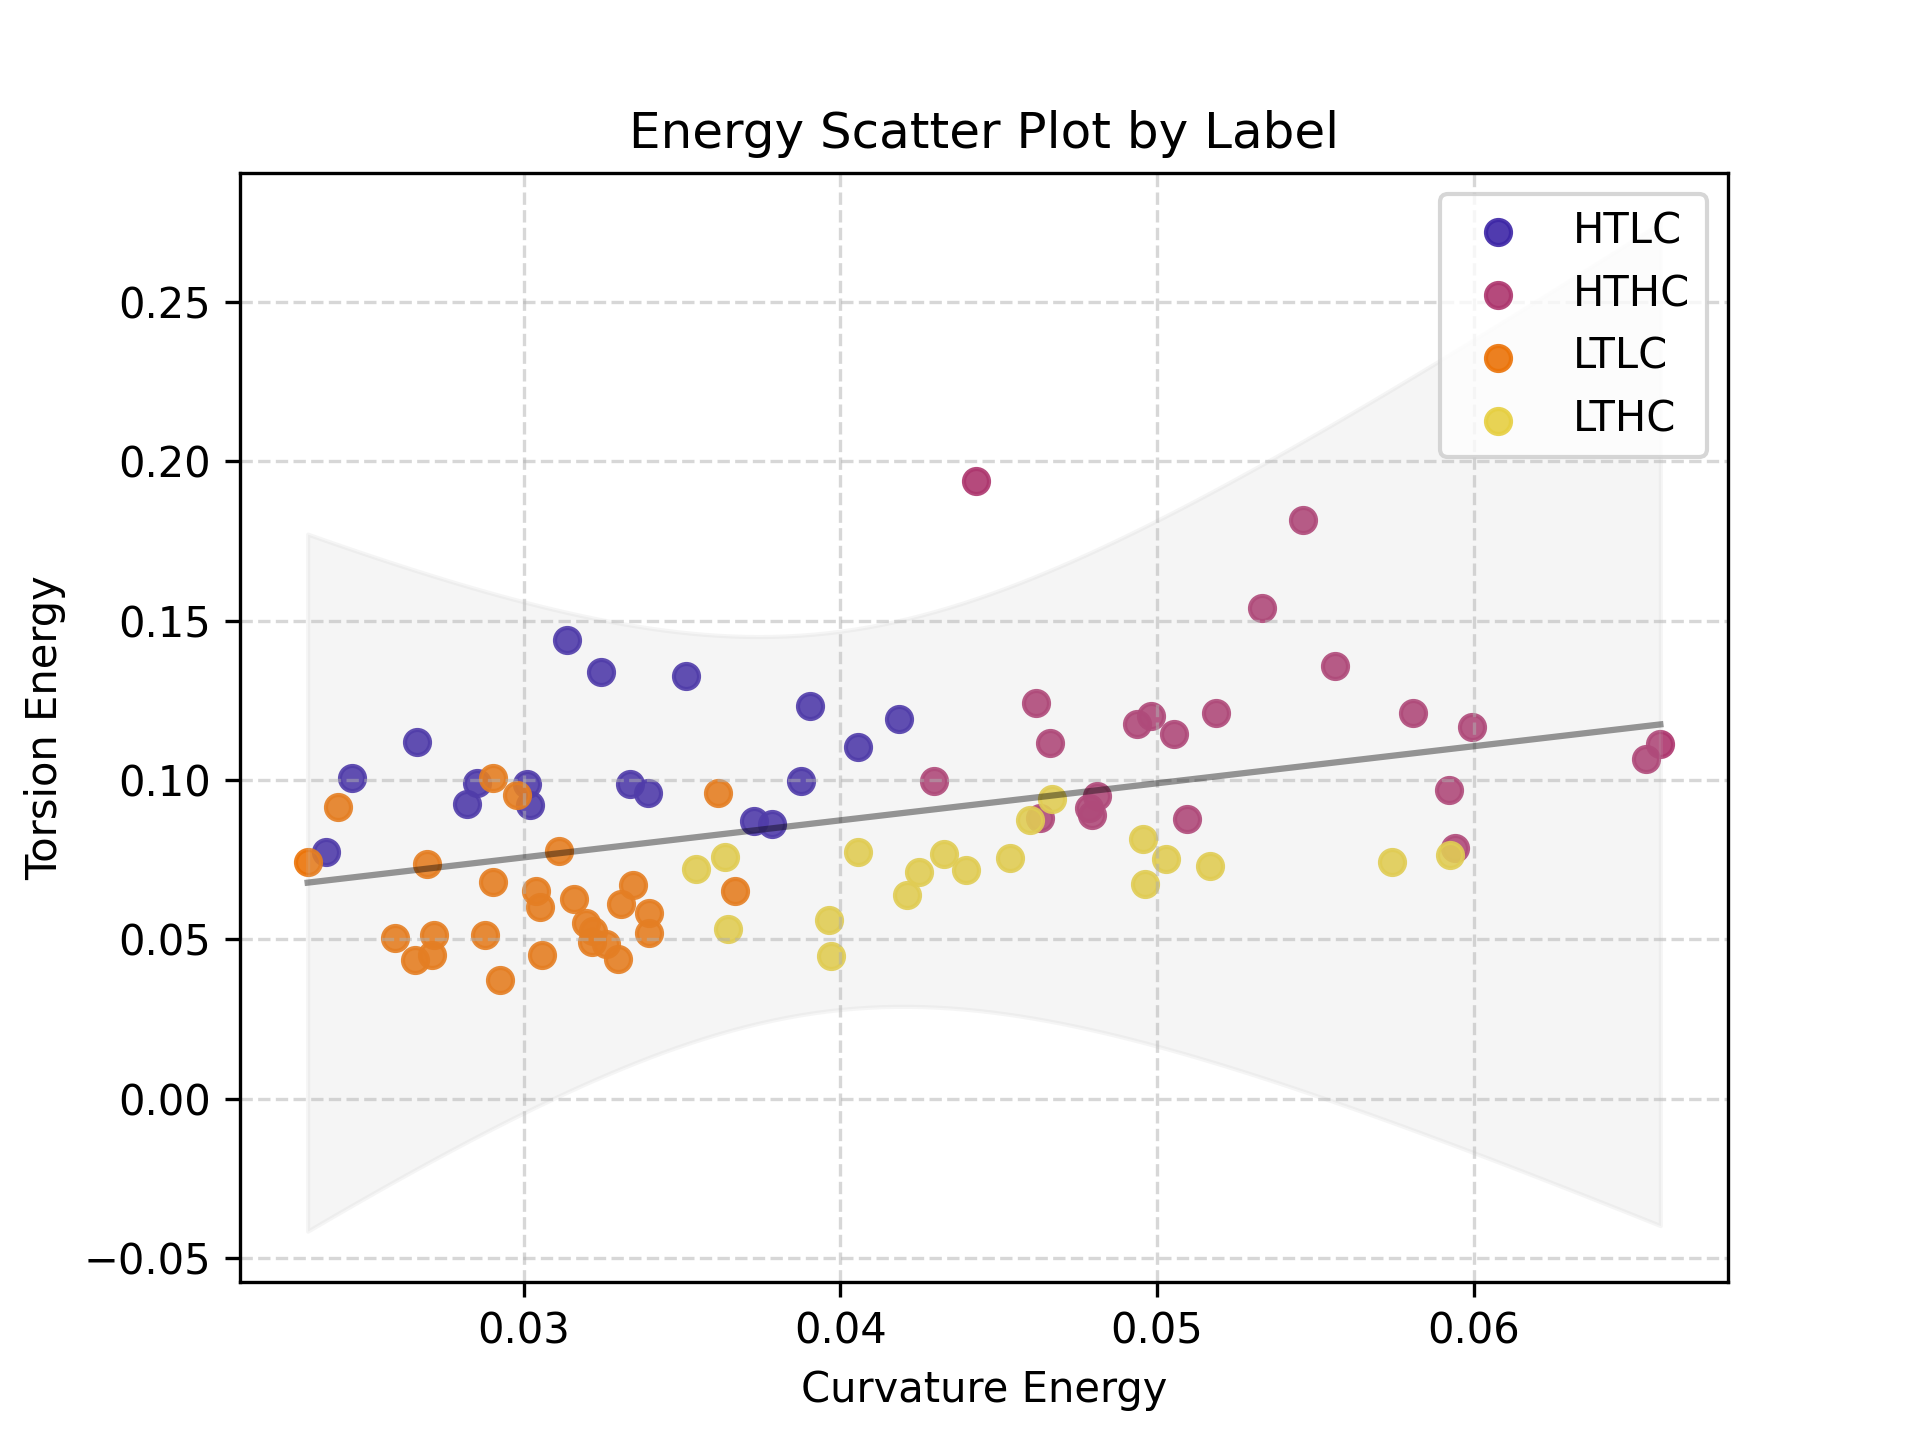 Energy Scatter Plot by Label
HTLC
HTHC
LTLC
LTHC
0.25
0.20
0.15
0.10
0.05
0.00
−0.05
Torsion Energy
0.03 0.04 0.05 0.06
Curvature Energy